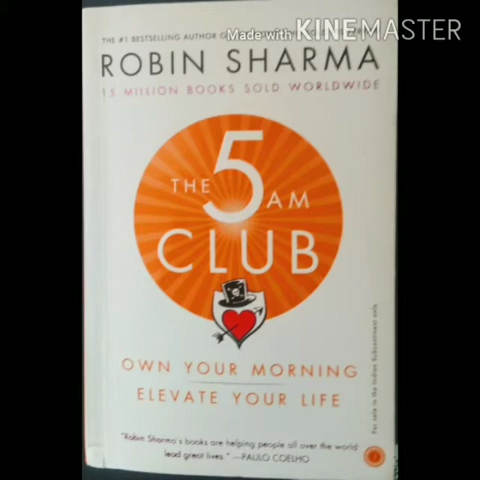 Made with KINEMASTER
THE #1 BESTSELLING AUTHOR
ROBIN SHARMA
15 MILLION BOOKS SOLD WORLDWIDE
THE 5 AM
CLUB
OWN YOUR MORNING
ELEVATE YOUR LIFE
"Robin Sharma's books are helping people all over the world
lead great lives." —PAULO COELHO
For sale in the Indian Subcontinent only